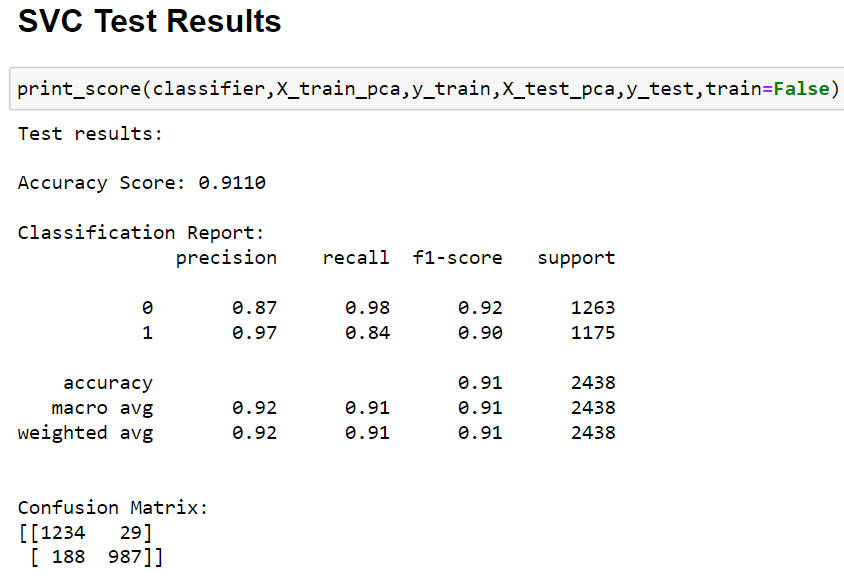 SVC Test Results
print_score(classifier,X_train_pca,y_train,X_test_pca,y_test,train=False)
Test results:
Accuracy Score: 0.9110
Classification Report:
precision recall f1-score support
0 0.87 0.98 0.92 1263
1 0.97 0.84 0.90 1175
accuracy 0.91 2438
macro avg 0.92 0.91 0.91 2438
weighted avg 0.92 0.91 0.91 2438
Confusion Matrix:
[[1234 29]
[ 188 987]]